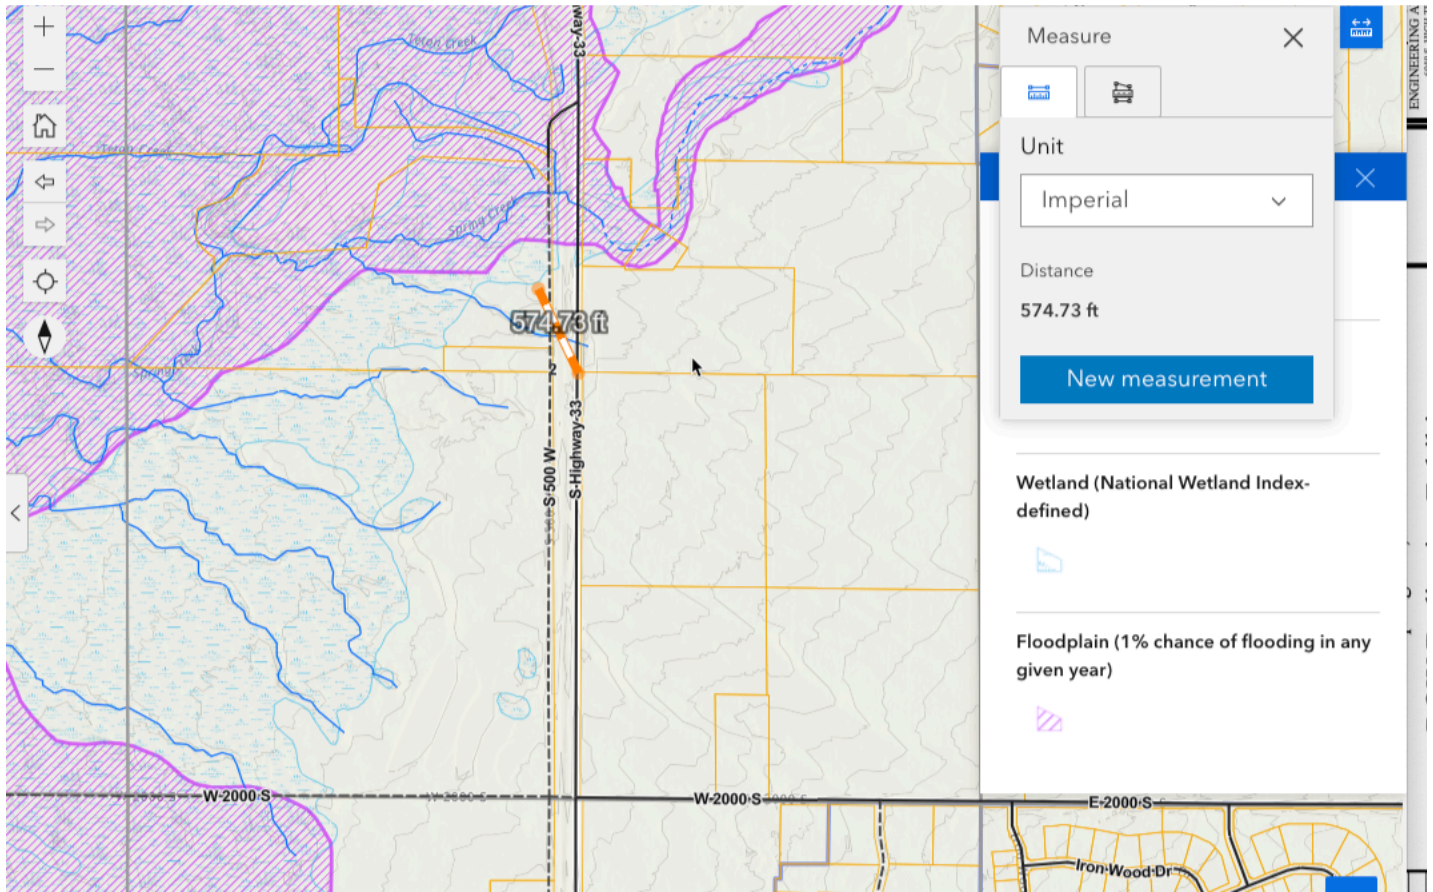 Measure
Unit
Imperial
Distance
574.73 ft
New measurement
Wetland (National Wetland Index-
defined)
Floodplain (1% chance of flooding in any
given year)
way-33
Teton Creek
Teton Creek
Spring Creek
Spring Creek
574.73 ft
2
S 500 W
S Highway-33
W 2000 S
W 2000 S
E 2000 S
Iron Wood Dr
ENGINEERING A